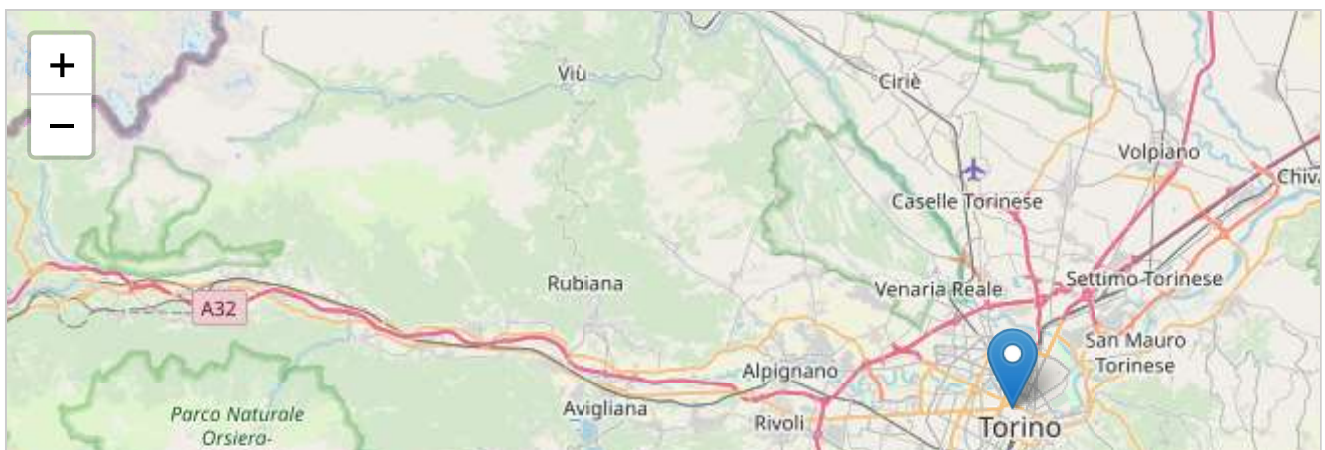 +
−
Viù
Ciriè
Volpiano
Chiv
Caselle Torinese
Venaria Reale
Settimo Torinese
Rubiana
A32
San Mauro
Torinese
Alpignano
Avigliana
Rivoli
Torino
Parco Naturale
Orsiera-